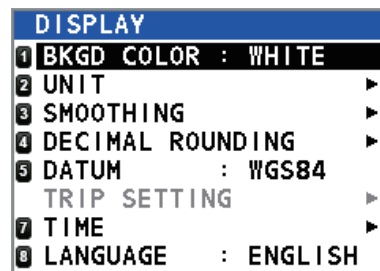 DISPLAY
1 BKGD COLOR : WHITE
2 UNIT ►
3 SMOOTHING ►
4 DECIMAL ROUNDING ►
5 DATUM : WGS84
TRIP SETTING ►
7 TIME ►
8 LANGUAGE : ENGLISH